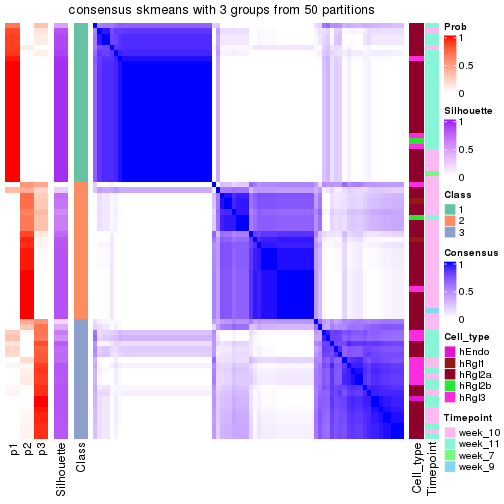 consensus skmeans with 3 groups from 50 partitions
Prob
1
0.5
0
Silhouette
1
0.5
0
Class
1
2
3
Consensus
1
0.5
0
Cell_type
hEndo
hRgl1
hRgl2a
hRgl2b
hRgl3
Timepoint
week_10
week_11
week_7
week_9
p1
p2
p3
Silhouette
Class
Cell_type
Timepoint